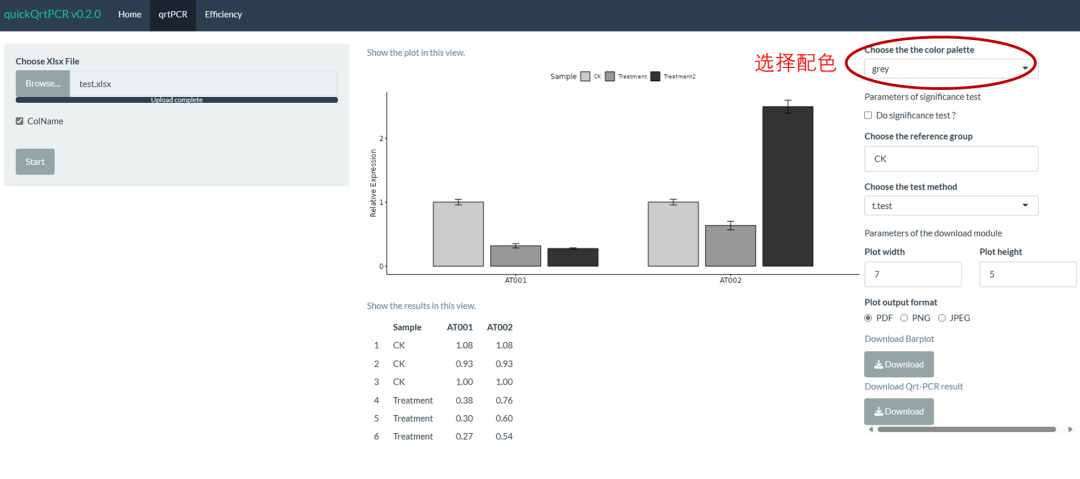 quickQrtPCR v0.2.0 Home qrtPCR Efficiency
Choose Xlsx File
Browse... test.xlsx
Upload complete
ColName
Start
Show the plot in this view.
Sample CK Treatment Treatment2
Relative Expression
2
1
0
AT001 AT002
Show the results in this view.
Sample AT001 AT002
1 CK 1.08 1.08
2 CK 0.93 0.93
3 CK 1.00 1.00
4 Treatment 0.38 0.76
5 Treatment 0.30 0.60
6 Treatment 0.27 0.54
选择配色
Choose the the color palette
grey
Parameters of significance test
Do significance test ?
Choose the reference group
CK
Choose the test method
t.test
Parameters of the download module
Plot width Plot height
7 5
Plot output format
PDF PNG JPEG
Download Barplot
Download
Download Qrt-PCR result
Download